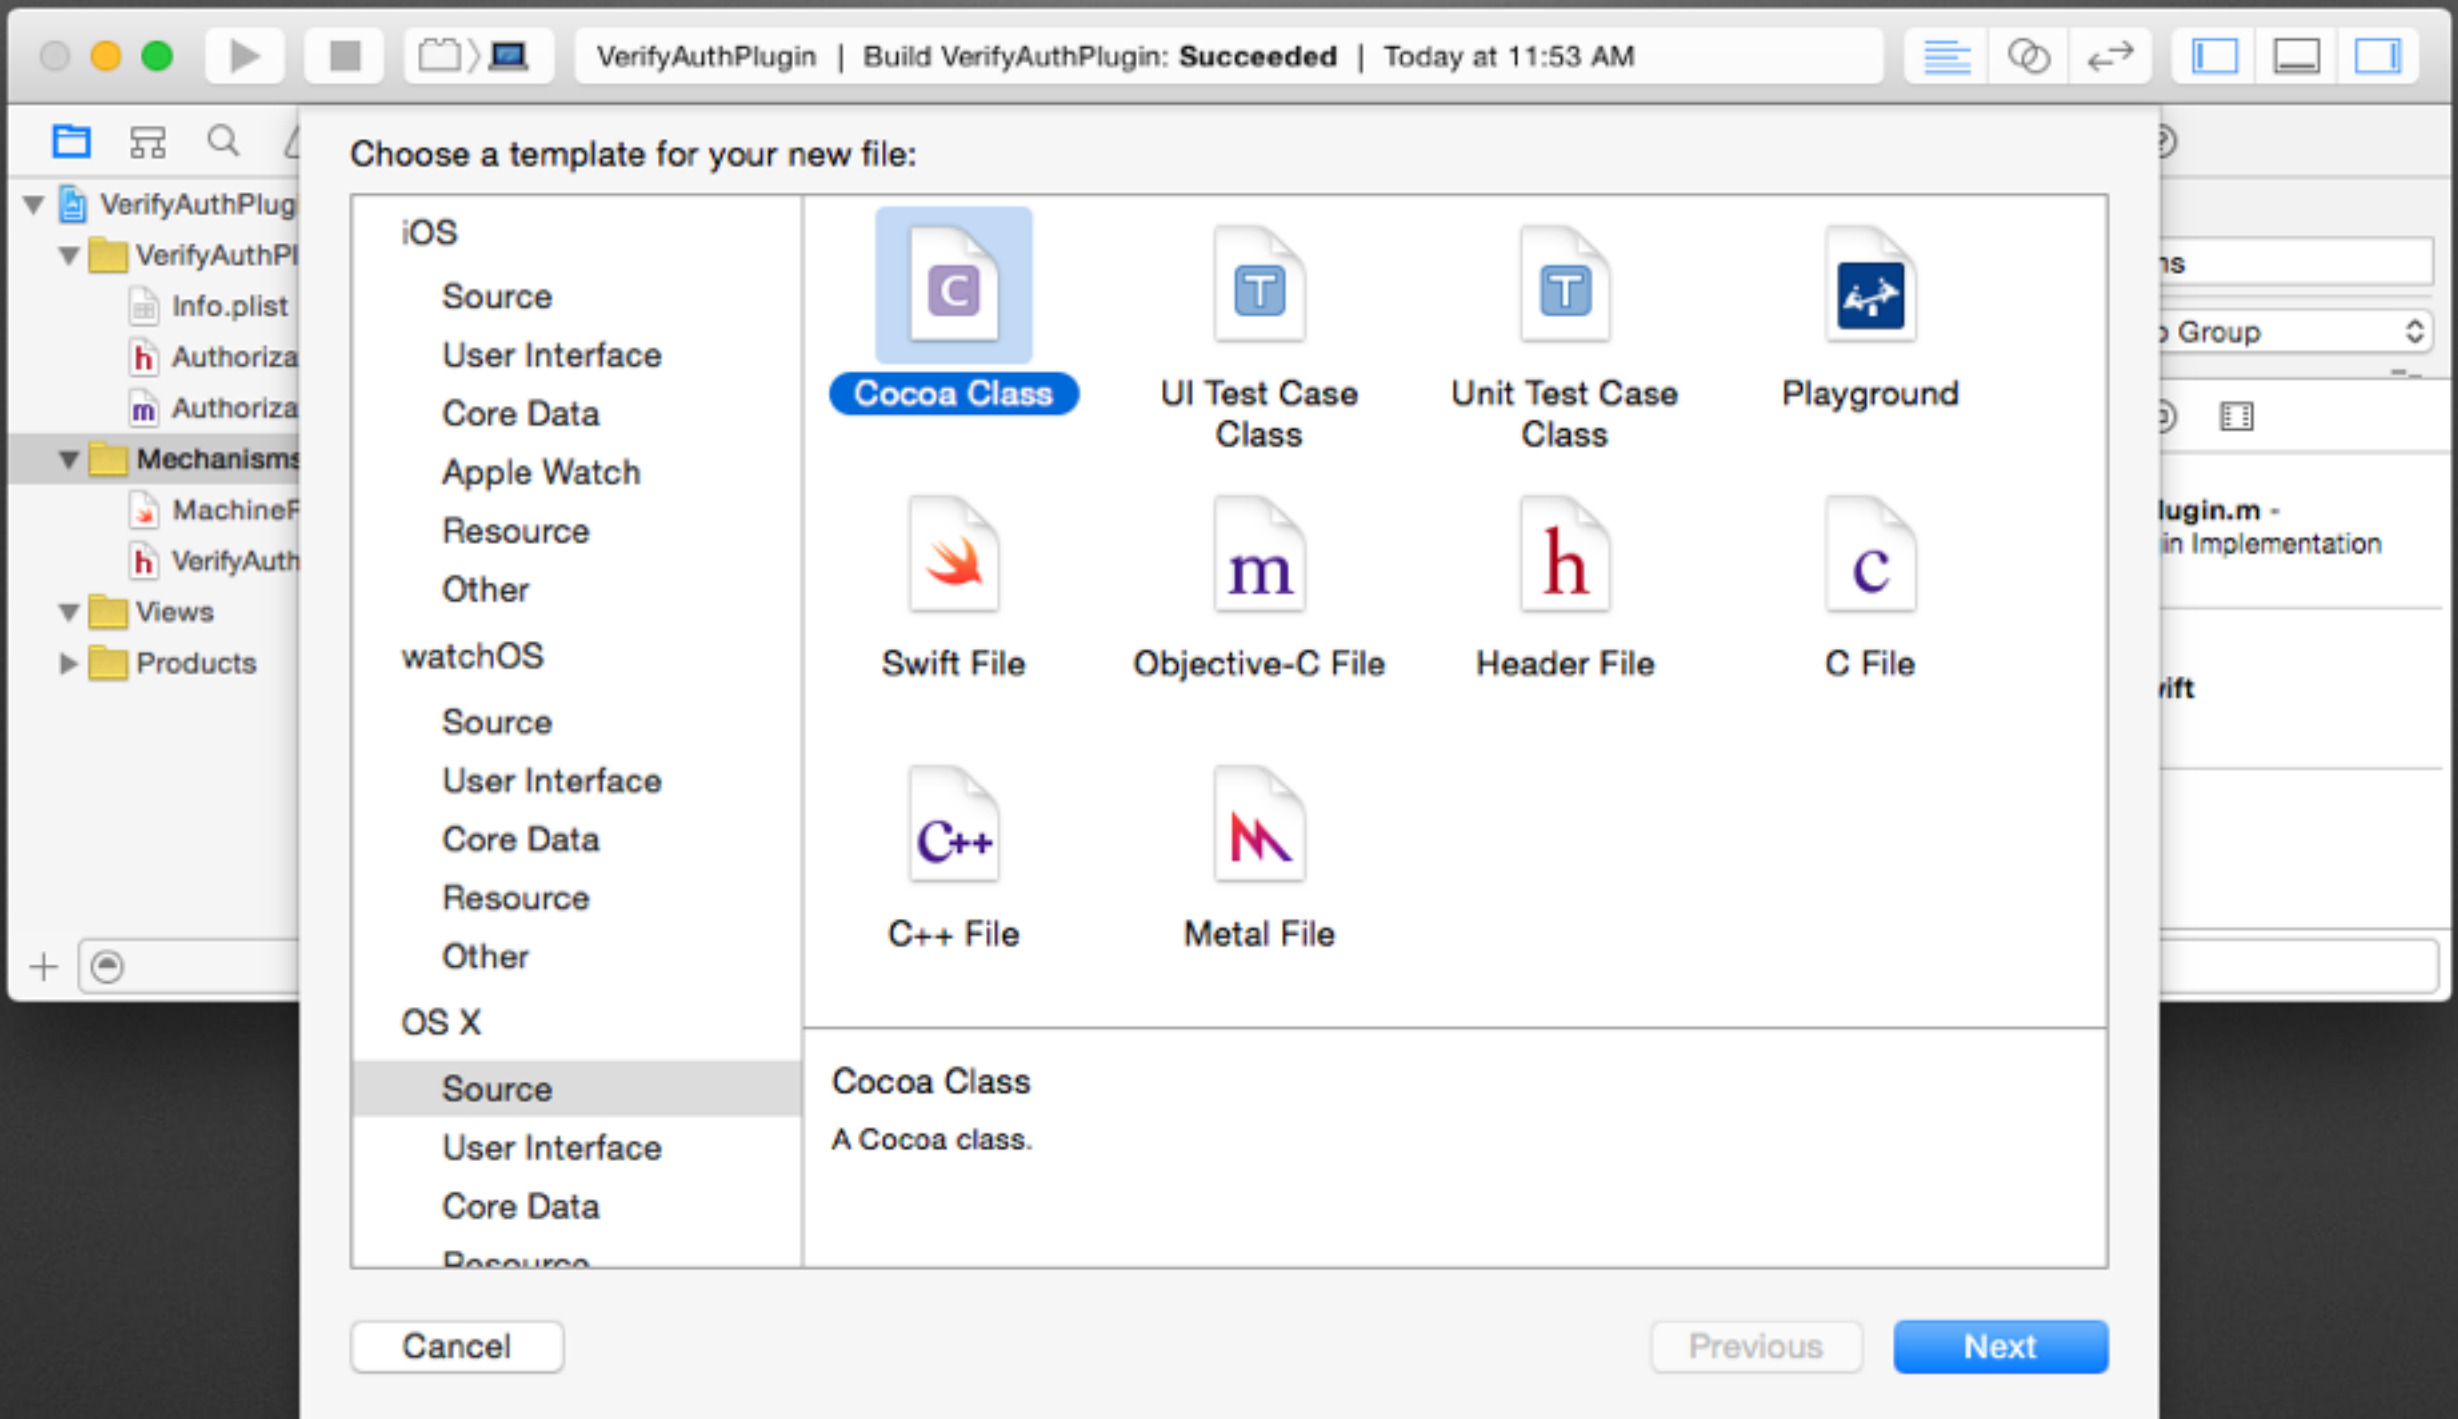 VerifyAuthPlugin | Build VerifyAuthPlugin: Succeeded | Today at 11:53 AM
Choose a template for your new file:
VerifyAuthPlug
VerifyAuthPl
Info.plist
h Authoriza
m Authoriza
Mechanisms
MachineF
h VerifyAuth
Views
Products
iOS
Source
User Interface
Core Data
Apple Watch
Resource
Other
watchOS
Source
User Interface
Core Data
Resource
Other
OS X
Source
User Interface
Core Data
Resource
C
T
T
Cocoa Class
UI Test Case
Class
Unit Test Case
Class
Playground
m
h
c
Swift File
Objective-C File
Header File
C File
C++
C++ File
Metal File
Cocoa Class
A Cocoa class.
ns
Group
lugin.m -
in Implementation
ift
Cancel
Previous
Next